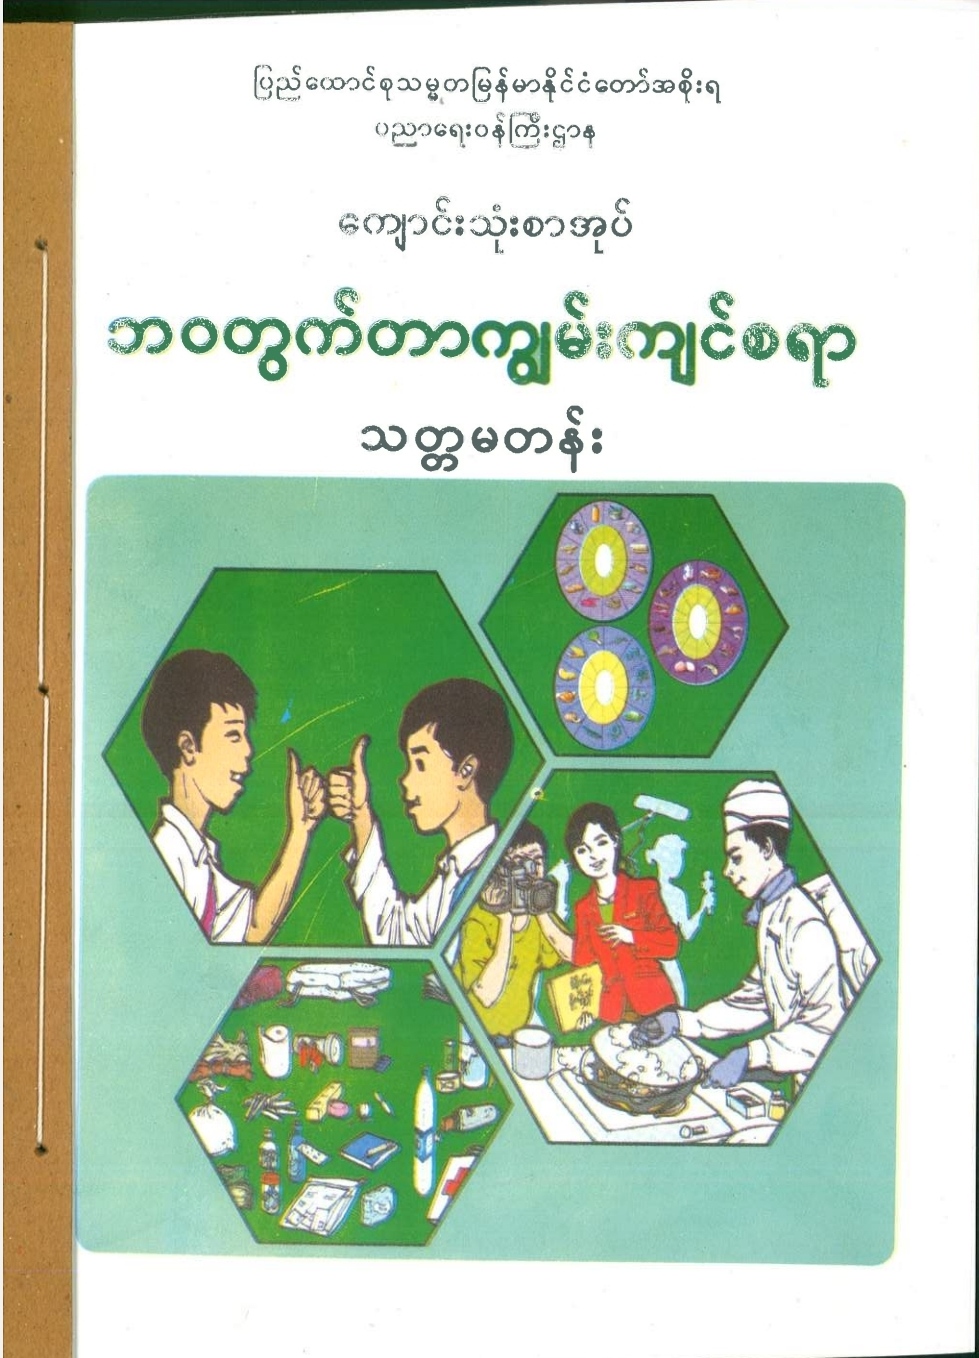 ပြည်ထောင်စုသမ္မတမြန်မာနိုင်ငံတော်အစိုးရ
ပညာရေးဝန်ကြီးဌာန
ကျောင်းသုံးစာအုပ်
ဘဝတွက်တာကျွမ်းကျင်စရာ
သတ္တမတန်း